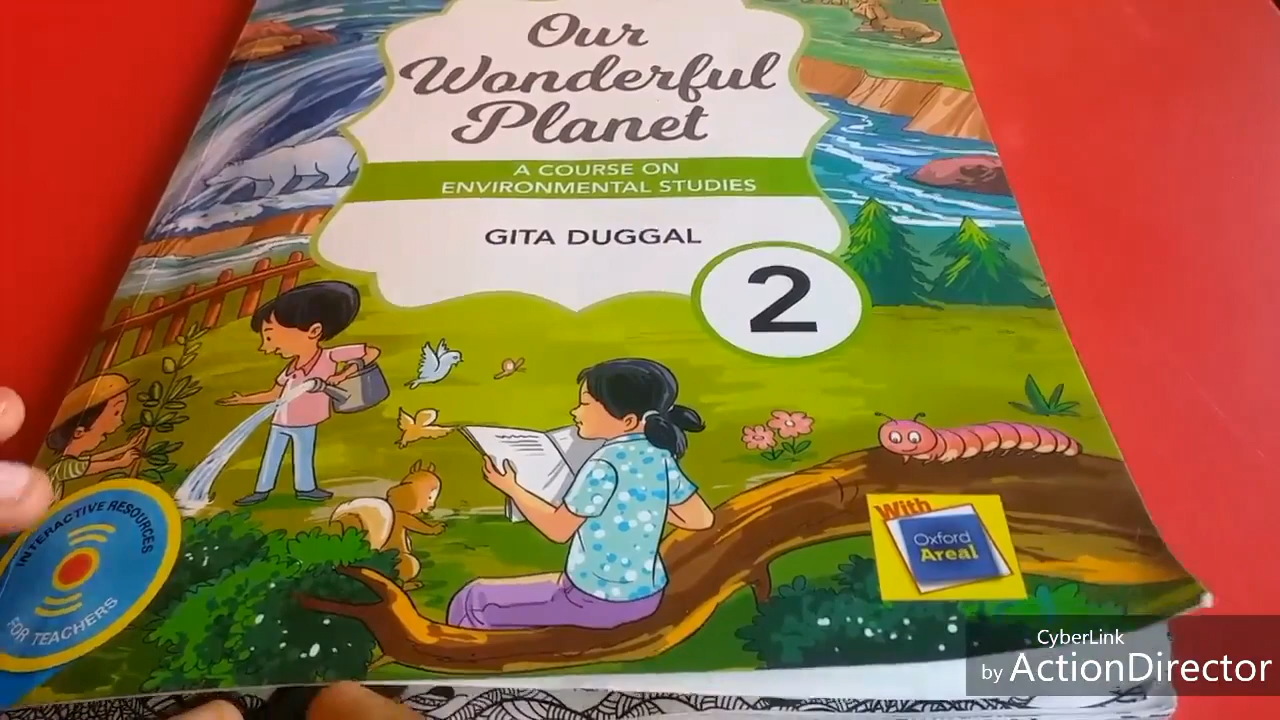 Our
Wonderful
Planet
A COURSE ON
ENVIRONMENTAL STUDIES
GITA DUGGAL
2
INTERACTIVE RESOURCES
FOR TEACHERS
With
Oxford
Areal
CyberLink
by ActionDirector